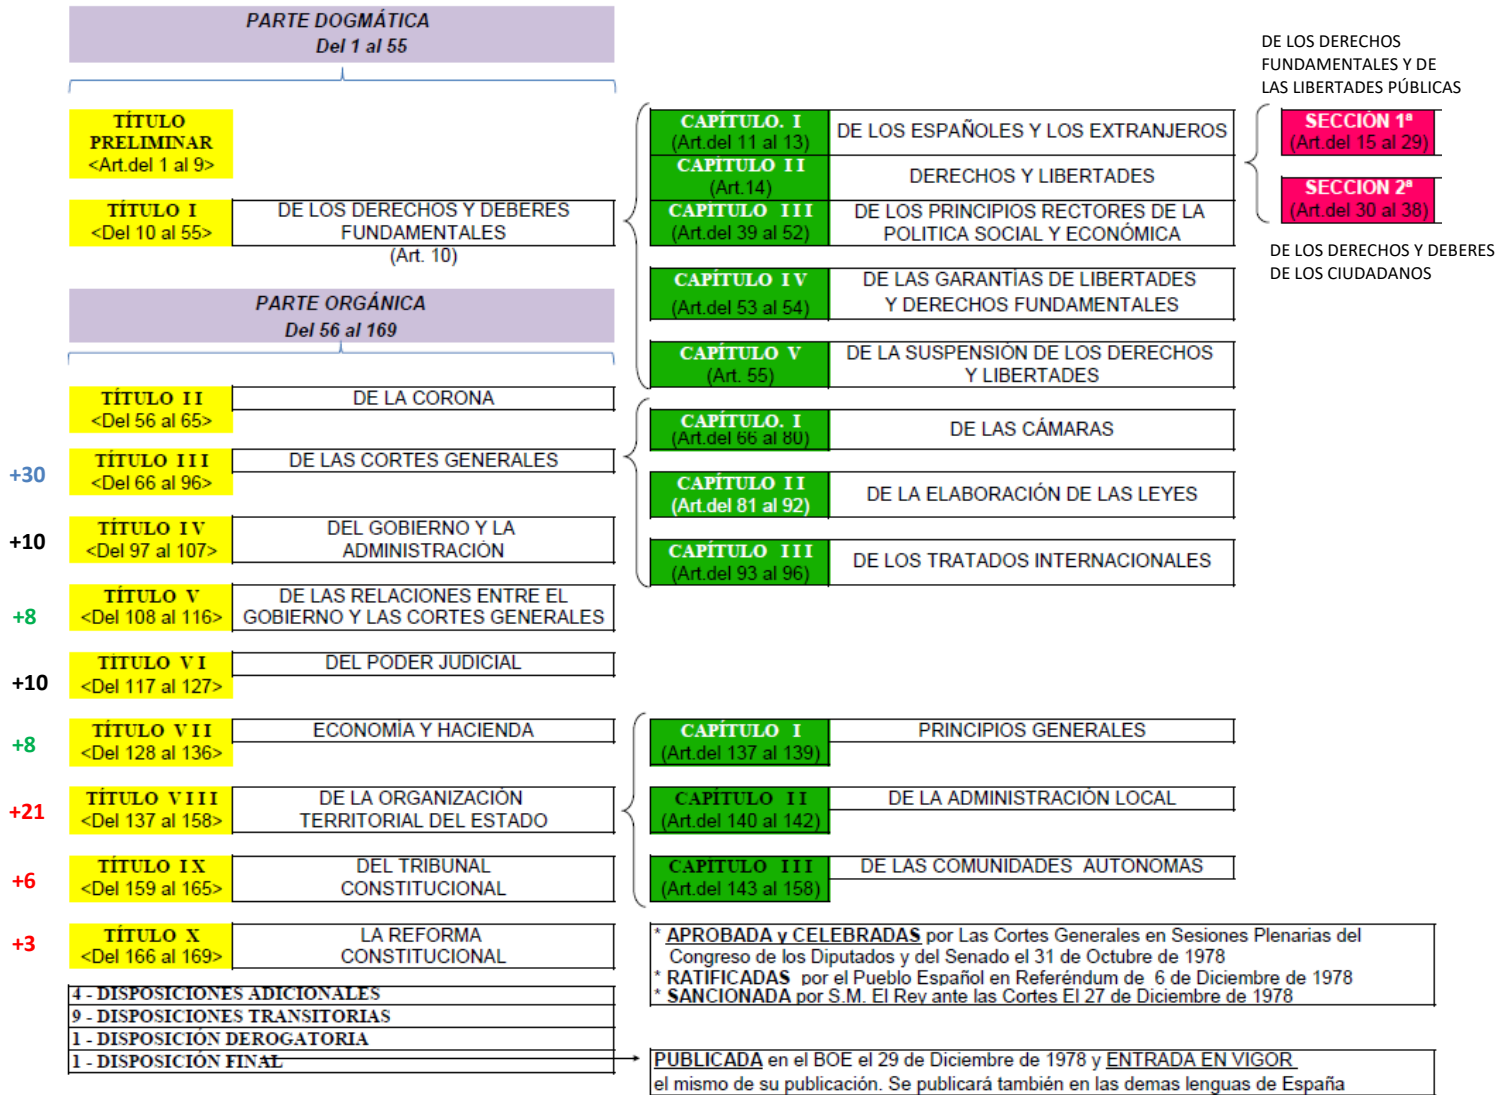 PARTE DOGMÁTICA
Del 1 al 55
TÍTULO
PRELIMINAR
<Art.del 1 al 9>
TÍTULO I
<Del 10 al 55>
DE LOS DERECHOS Y DEBERES
FUNDAMENTALES
(Art. 10)
CAPÍTULO. I
(Art.del 11 al 13)
DE LOS ESPAÑOLES Y LOS EXTRANJEROS
CAPÍTULO II
(Art.14)
DERECHOS Y LIBERTADES
CAPÍTULO III
(Art.del 39 al 52)
DE LOS PRINCIPIOS RECTORES DE LA
POLITICA SOCIAL Y ECONÓMICA
CAPÍTULO IV
(Art.del 53 al 54)
DE LAS GARANTÍAS DE LIBERTADES
Y DERECHOS FUNDAMENTALES
CAPÍTULO V
(Art. 55)
DE LA SUSPENSIÓN DE LOS DERECHOS
Y LIBERTADES
DE LOS DERECHOS
FUNDAMENTALES Y DE
LAS LIBERTADES PÚBLICAS
SECCIÓN 1ª
(Art.del 15 al 29)
SECCION 2ª
(Art.del 30 al 38)
DE LOS DERECHOS Y DEBERES
DE LOS CIUDADANOS
PARTE ORGÁNICA
Del 56 al 169
TÍTULO II
<Del 56 al 65>
DE LA CORONA
+30
TÍTULO III
<Del 66 al 96>
DE LAS CORTES GENERALES
CAPÍTULO. I
(Art.del 66 al 80)
DE LAS CÁMARAS
CAPÍTULO II
(Art.del 81 al 92)
DE LA ELABORACIÓN DE LAS LEYES
CAPÍTULO III
(Art.del 93 al 96)
DE LOS TRATADOS INTERNACIONALES
+10
TÍTULO IV
<Del 97 al 107>
DEL GOBIERNO Y LA
ADMINISTRACIÓN
+8
TÍTULO V
<Del 108 al 116>
DE LAS RELACIONES ENTRE EL
GOBIERNO Y LAS CORTES GENERALES
+10
TÍTULO VI
<Del 117 al 127>
DEL PODER JUDICIAL
+8
TÍTULO VII
<Del 128 al 136>
ECONOMÍA Y HACIENDA
+21
TÍTULO VIII
<Del 137 al 158>
DE LA ORGANIZACIÓN
TERRITORIAL DEL ESTADO
CAPÍTULO I
(Art.del 137 al 139)
PRINCIPIOS GENERALES
CAPÍTULO II
(Art.del 140 al 142)
DE LA ADMINISTRACIÓN LOCAL
CAPÍTULO III
(Art.del 143 al 158)
DE LAS COMUNIDADES AUTONOMAS
+6
TÍTULO IX
<Del 159 al 165>
DEL TRIBUNAL
CONSTITUCIONAL
+3
TÍTULO X
<Del 166 al 169>
LA REFORMA
CONSTITUCIONAL
* APROBADA y CELEBRADAS por Las Cortes Generales en Sesiones Plenarias del
Congreso de los Diputados y del Senado el 31 de Octubre de 1978
* RATIFICADAS por el Pueblo Español en Referéndum de 6 de Diciembre de 1978
* SANCIONADA por S.M. El Rey ante las Cortes El 27 de Diciembre de 1978
4 - DISPOSICIONES ADICIONALES
9 - DISPOSICIONES TRANSITORIAS
1 - DISPOSICIÓN DEROGATORIA
1 - DISPOSICIÓN FINAL
PUBLICADA en el BOE el 29 de Diciembre de 1978 y ENTRADA EN VIGOR
el mismo de su publicación. Se publicará también en las demas lenguas de España